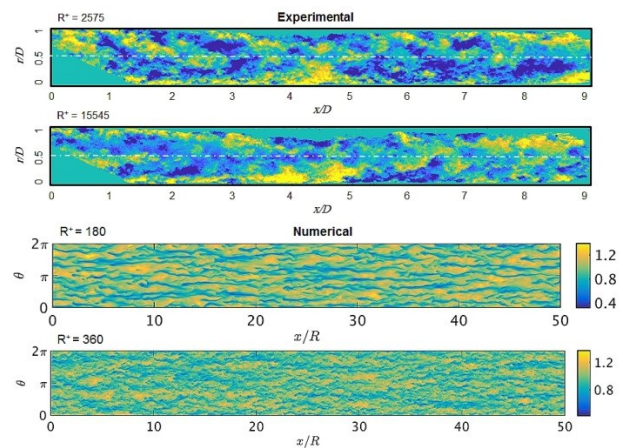 R⁺ = 2575 Experimental
1
0.5
0
r/D
0 1 2 3 4 5 6 7 8 9
x/D
R⁺ = 15545
1
0.5
0
r/D
0 1 2 3 4 5 6 7 8 9
x/D
R⁺ = 180 Numerical
2π
π
0
θ
1.2
0.8
0.4
0 10 20 30 40 50
x/R
R⁺ = 360
2π
π
0
θ
1.2
0.8
0 10 20 30 40 50
x/R